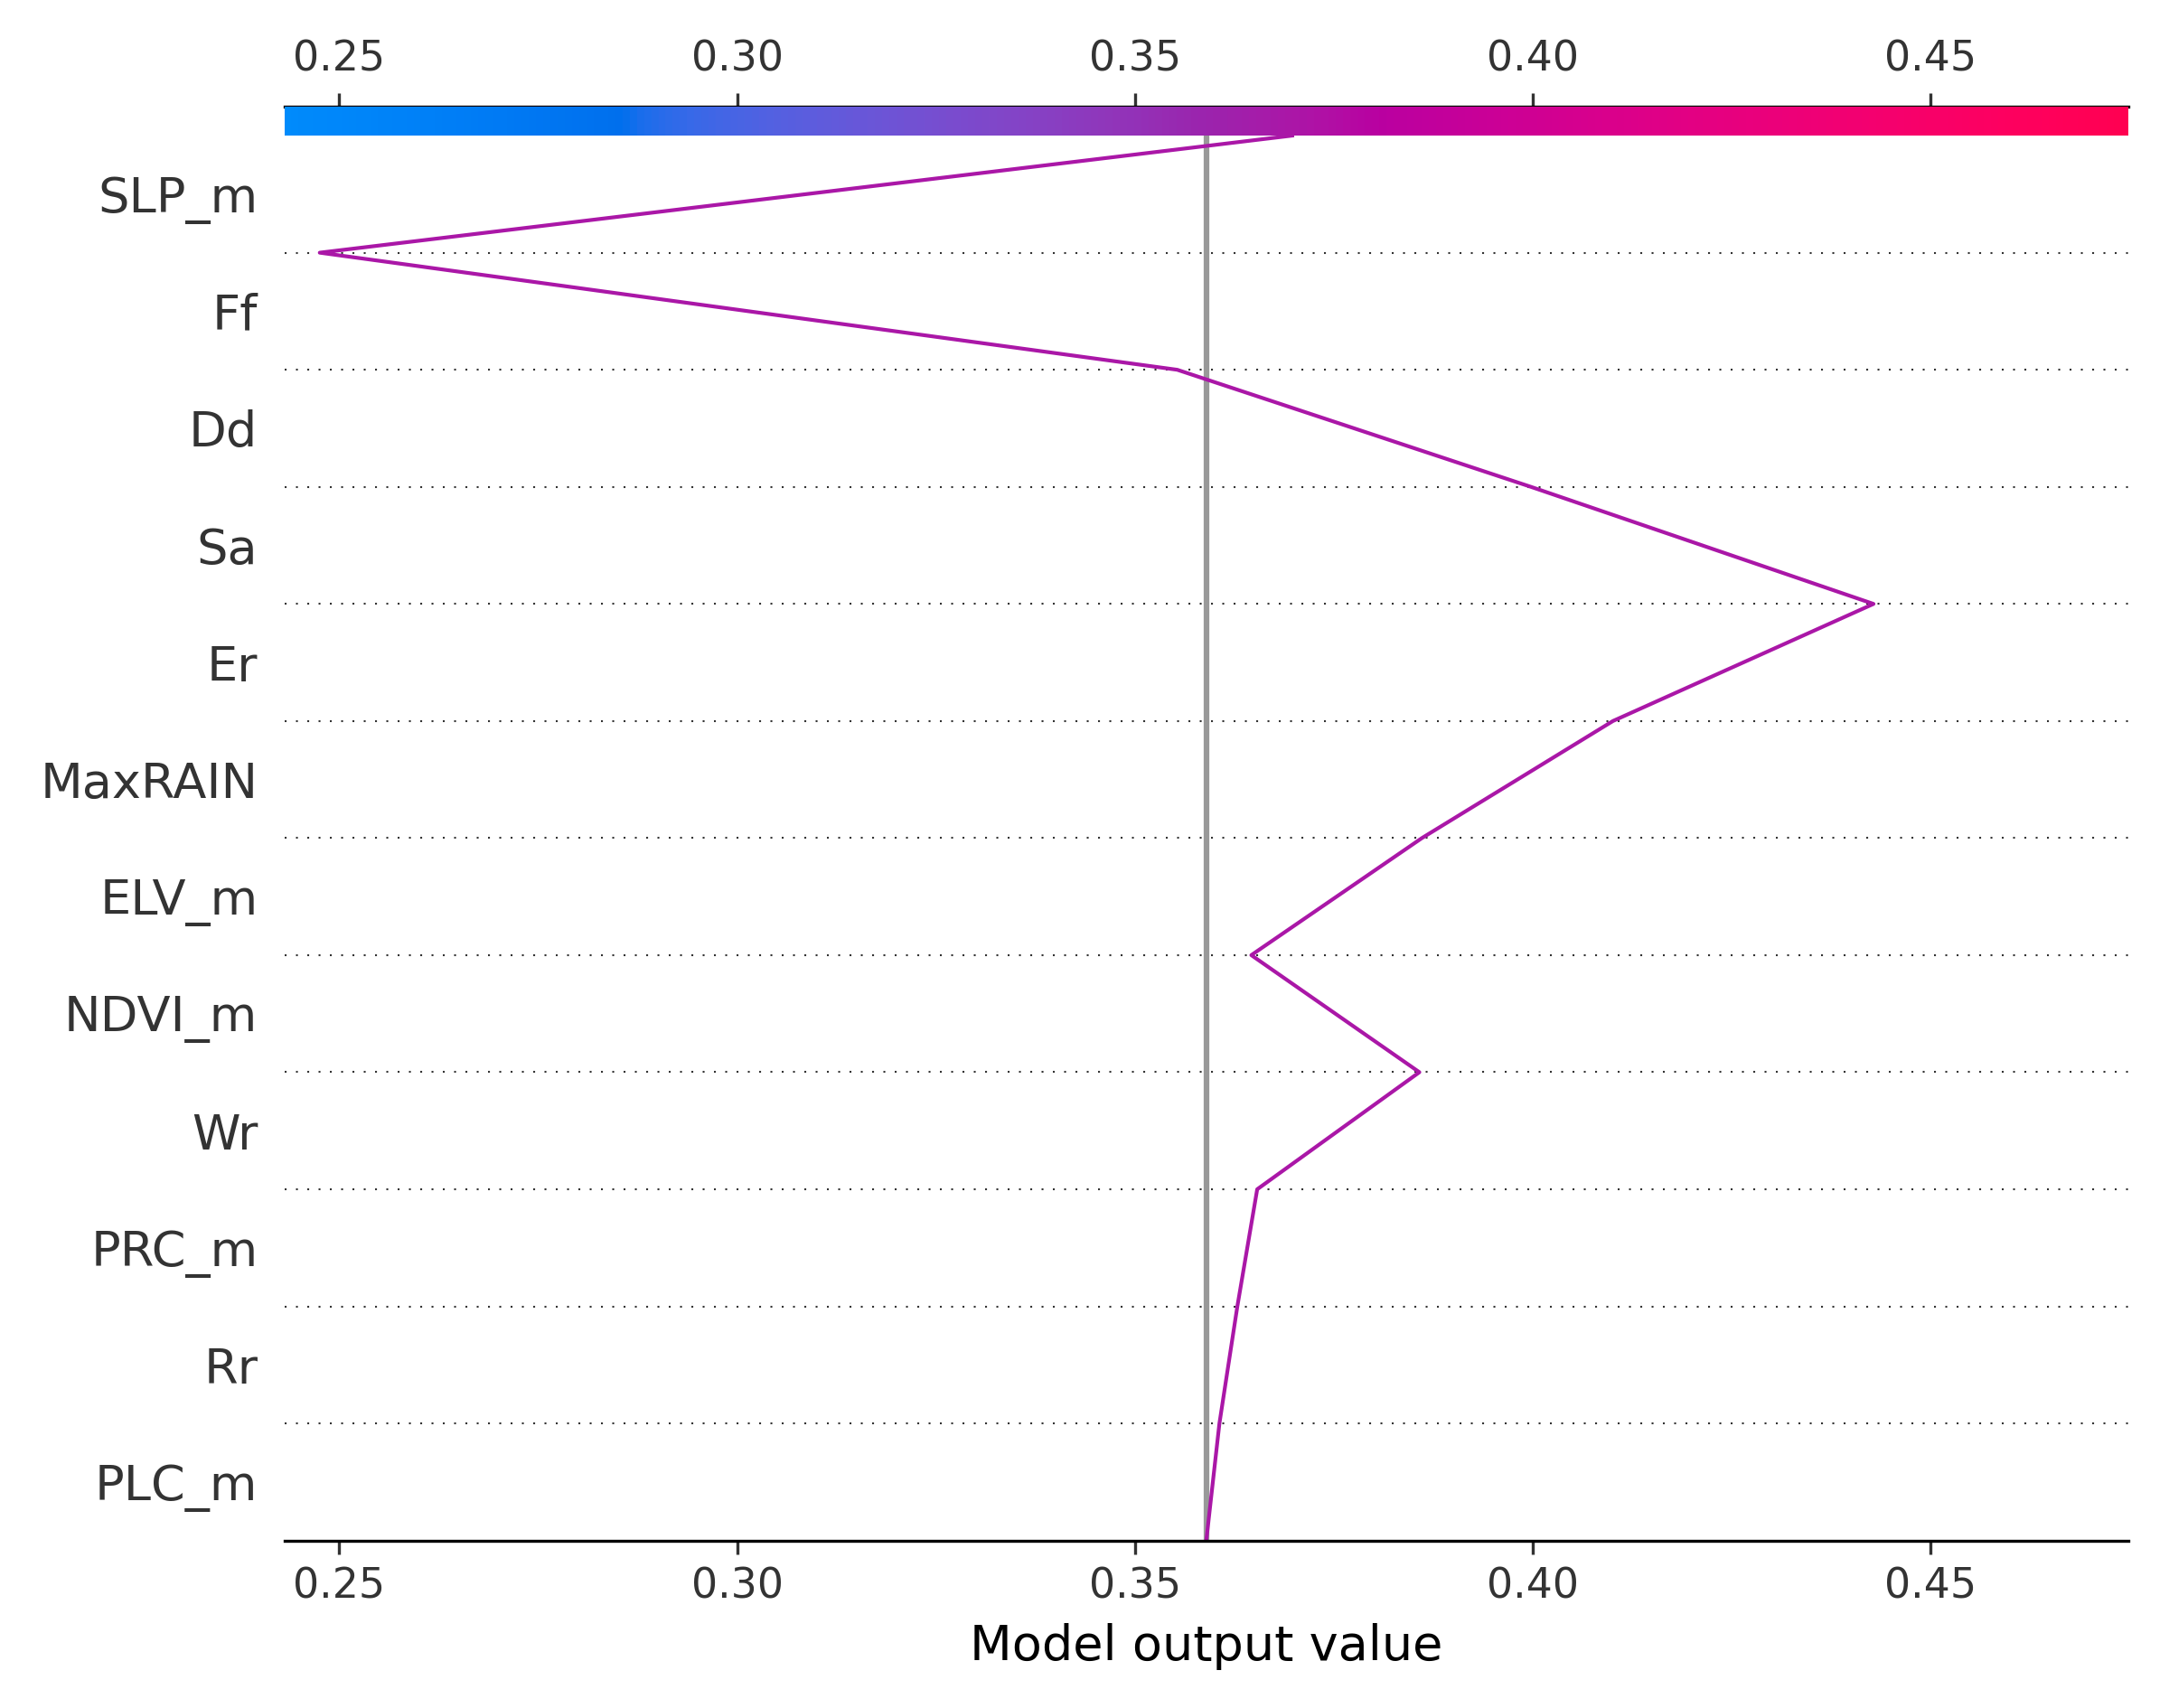 0.25 0.30 0.35 0.40 0.45
SLP_m
Ff
Dd
Sa
Er
MaxRAIN
ELV_m
NDVI_m
Wr
PRC_m
Rr
PLC_m
0.25 0.30 0.35 0.40 0.45
Model output value